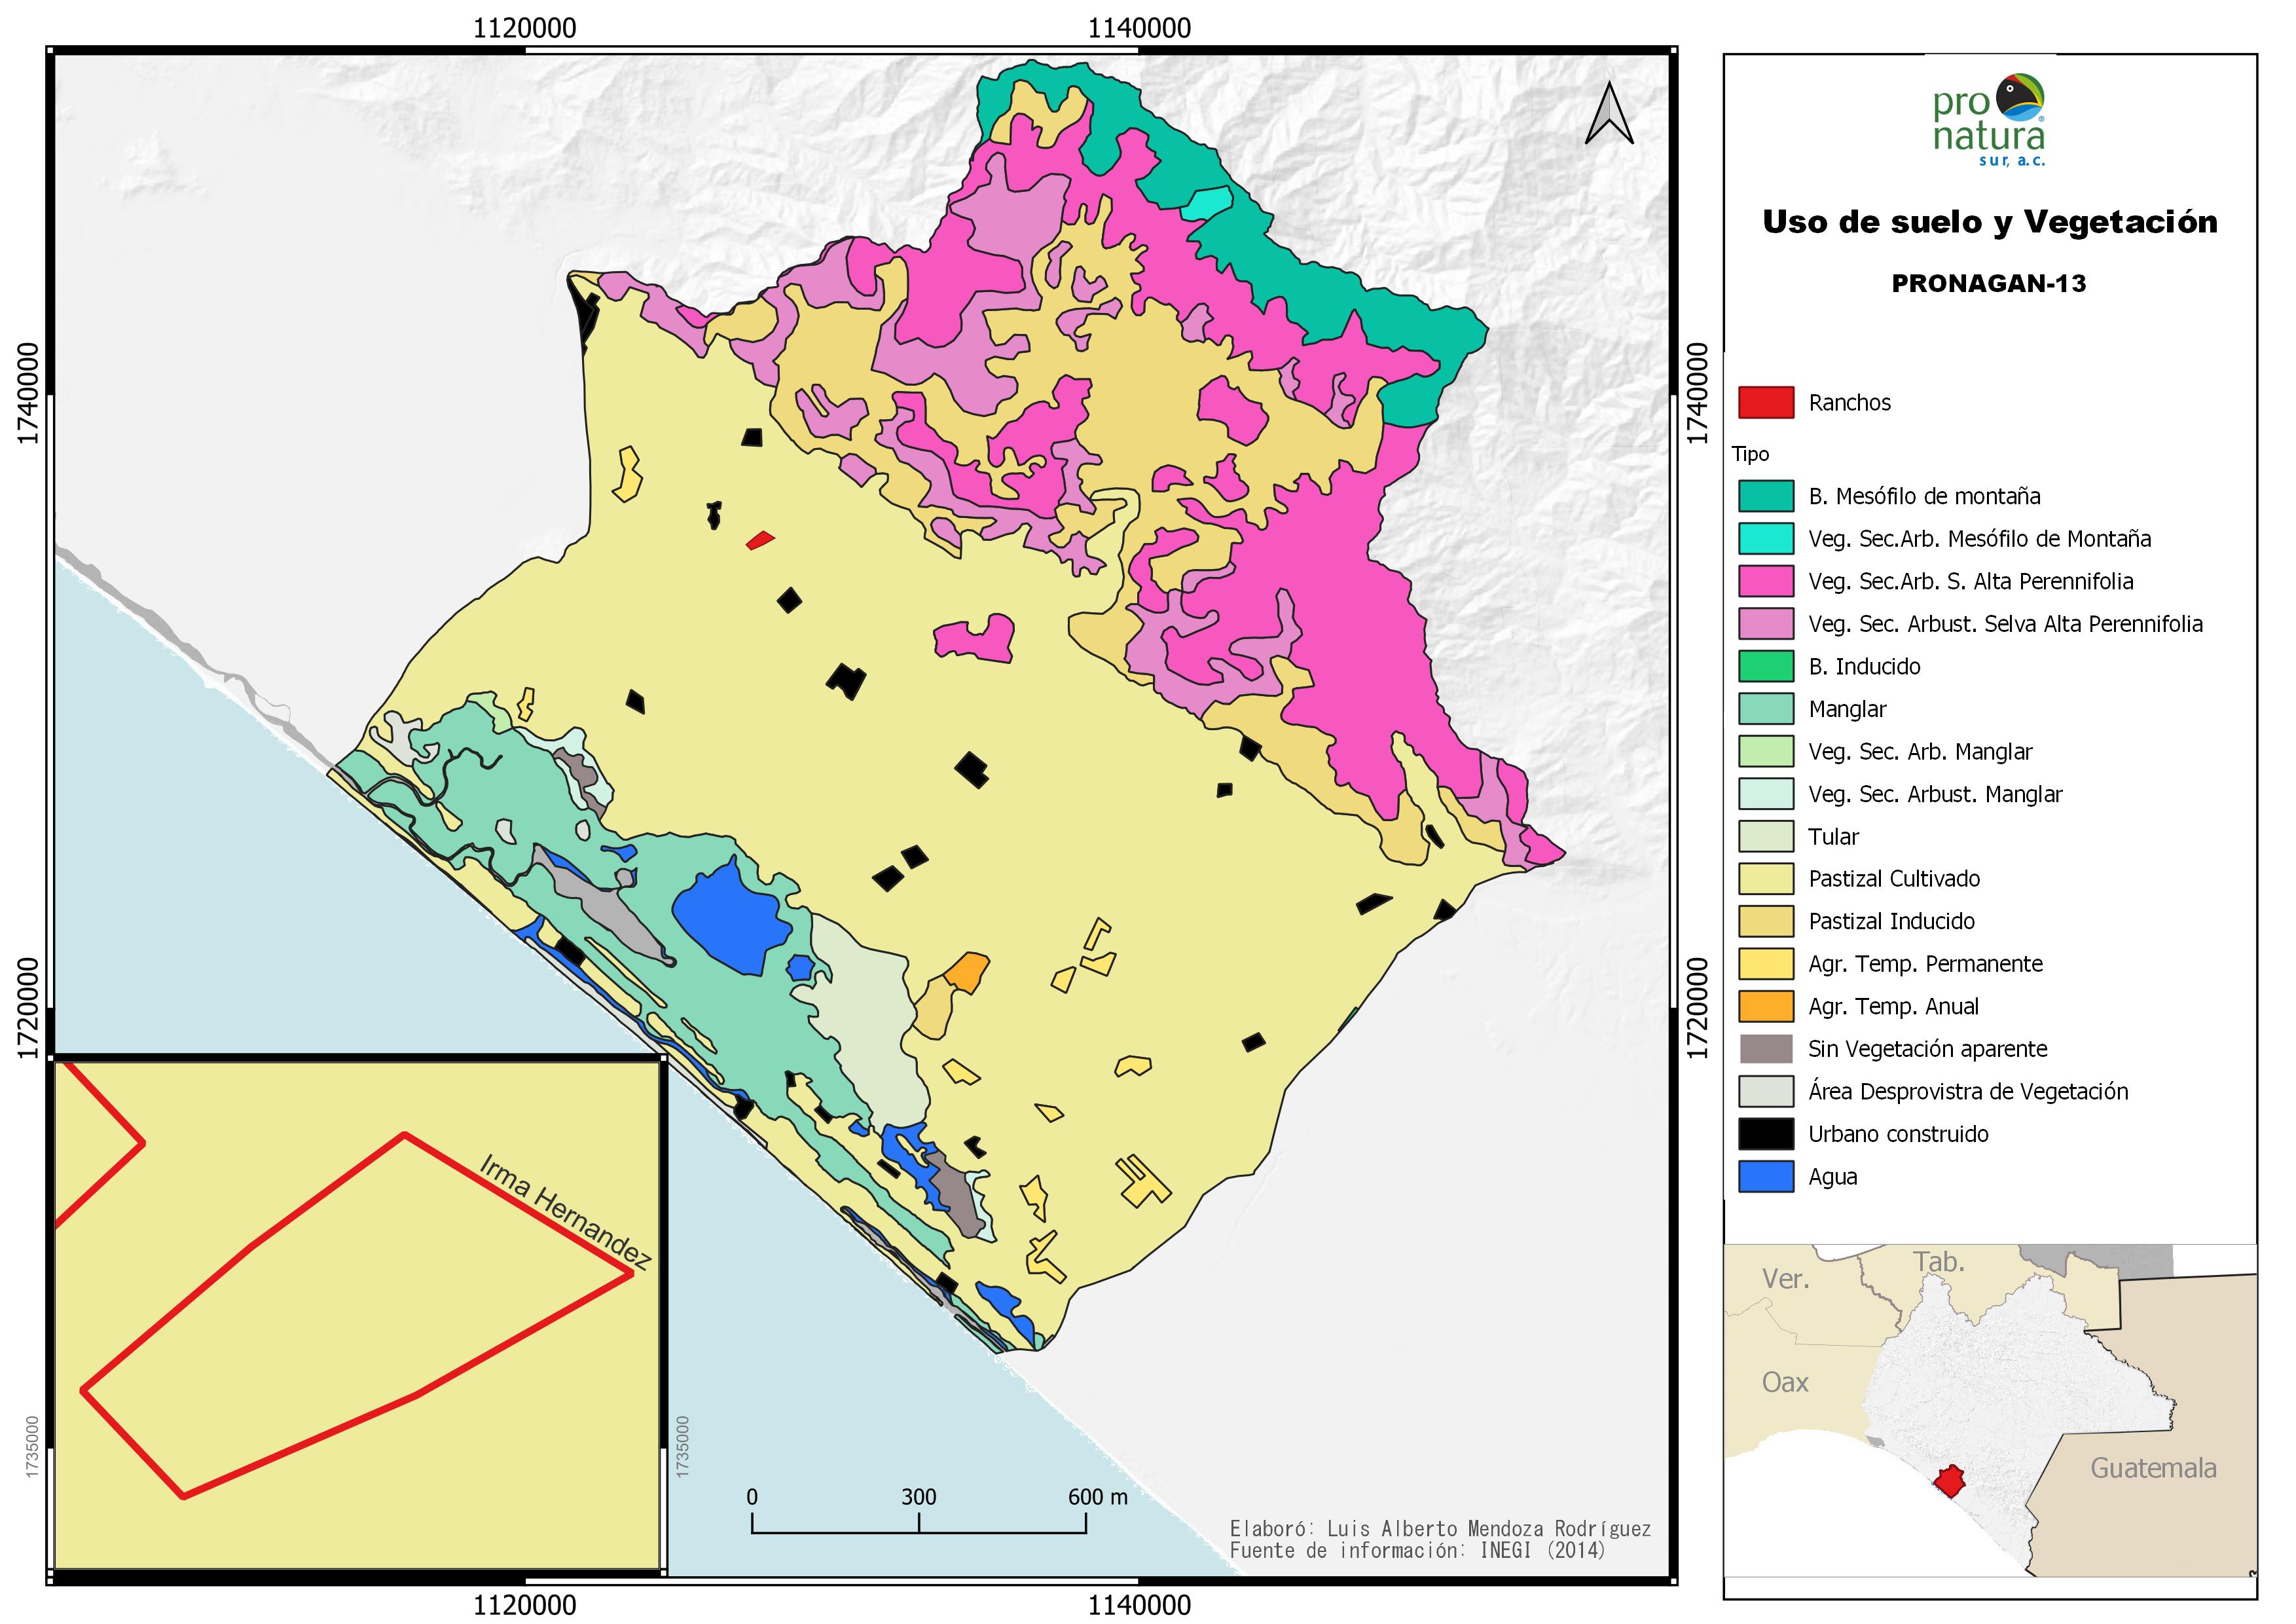 1120000
1140000
pro
natura
sur, a.c.
®
Uso de suelo y Vegetación
PRONAGAN-13
Ranchos
Tipo
B. Mesófilo de montaña
Veg. Sec.Arb. Mesófilo de Montaña
Veg. Sec.Arb. S. Alta Perennifolia
Veg. Sec. Arbust. Selva Alta Perennifolia
B. Inducido
Manglar
Veg. Sec. Arb. Manglar
Veg. Sec. Arbust. Manglar
Tular
Pastizal Cultivado
Pastizal Inducido
Agr. Temp. Permanente
Agr. Temp. Anual
Sin Vegetación aparente
Área Desprovistra de Vegetación
Urbano construido
Agua
1740000
1740000
1720000
1720000
Irma Hernandez
1735000
1735000
0 300 600 m
Elaboró: Luis Alberto Mendoza Rodríguez
Fuente de información: INEGI (2014)
1120000
1140000
Ver.
Tab.
Oax
Guatemala